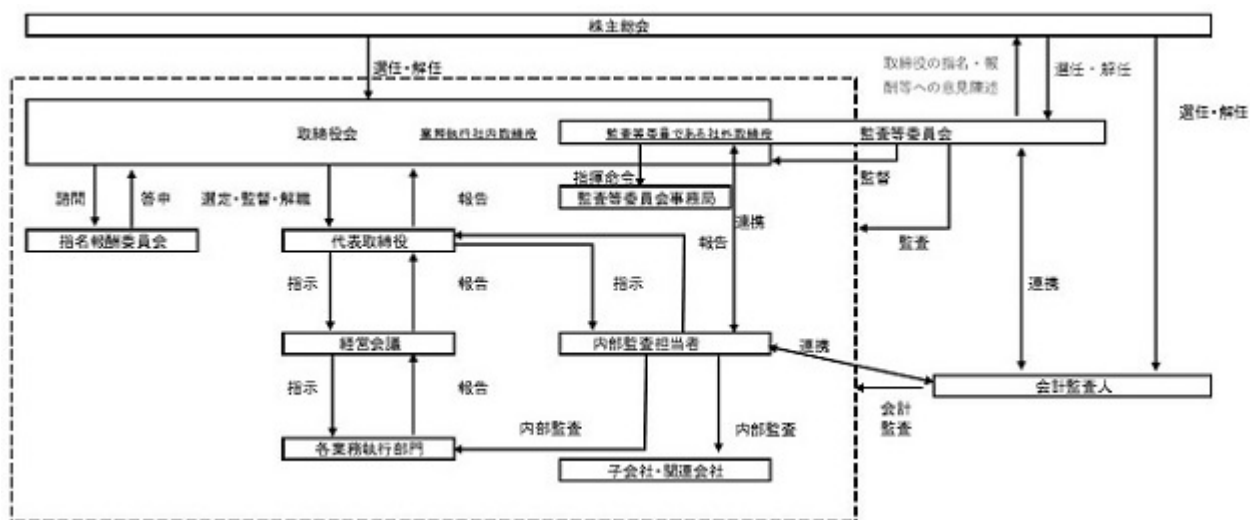 株主総会
選任・解任
取締役の指名・報
酬等への意見陳述
選任・解任
選任・解任
取締役会
業務執行社内取締役
監査等委員である社外取締役
監査等委員会
指揮命令
監督
監査等委員会事務局
諮問
答申
選定・監督・解職
報告
連携
指名報酬委員会
代表取締役
報告
監査
指示
報告
指示
連携
経営会議
内部監査担当者
連携
会計監査人
指示
報告
会計
監査
内部監査
内部監査
各業務執行部門
子会社・関連会社